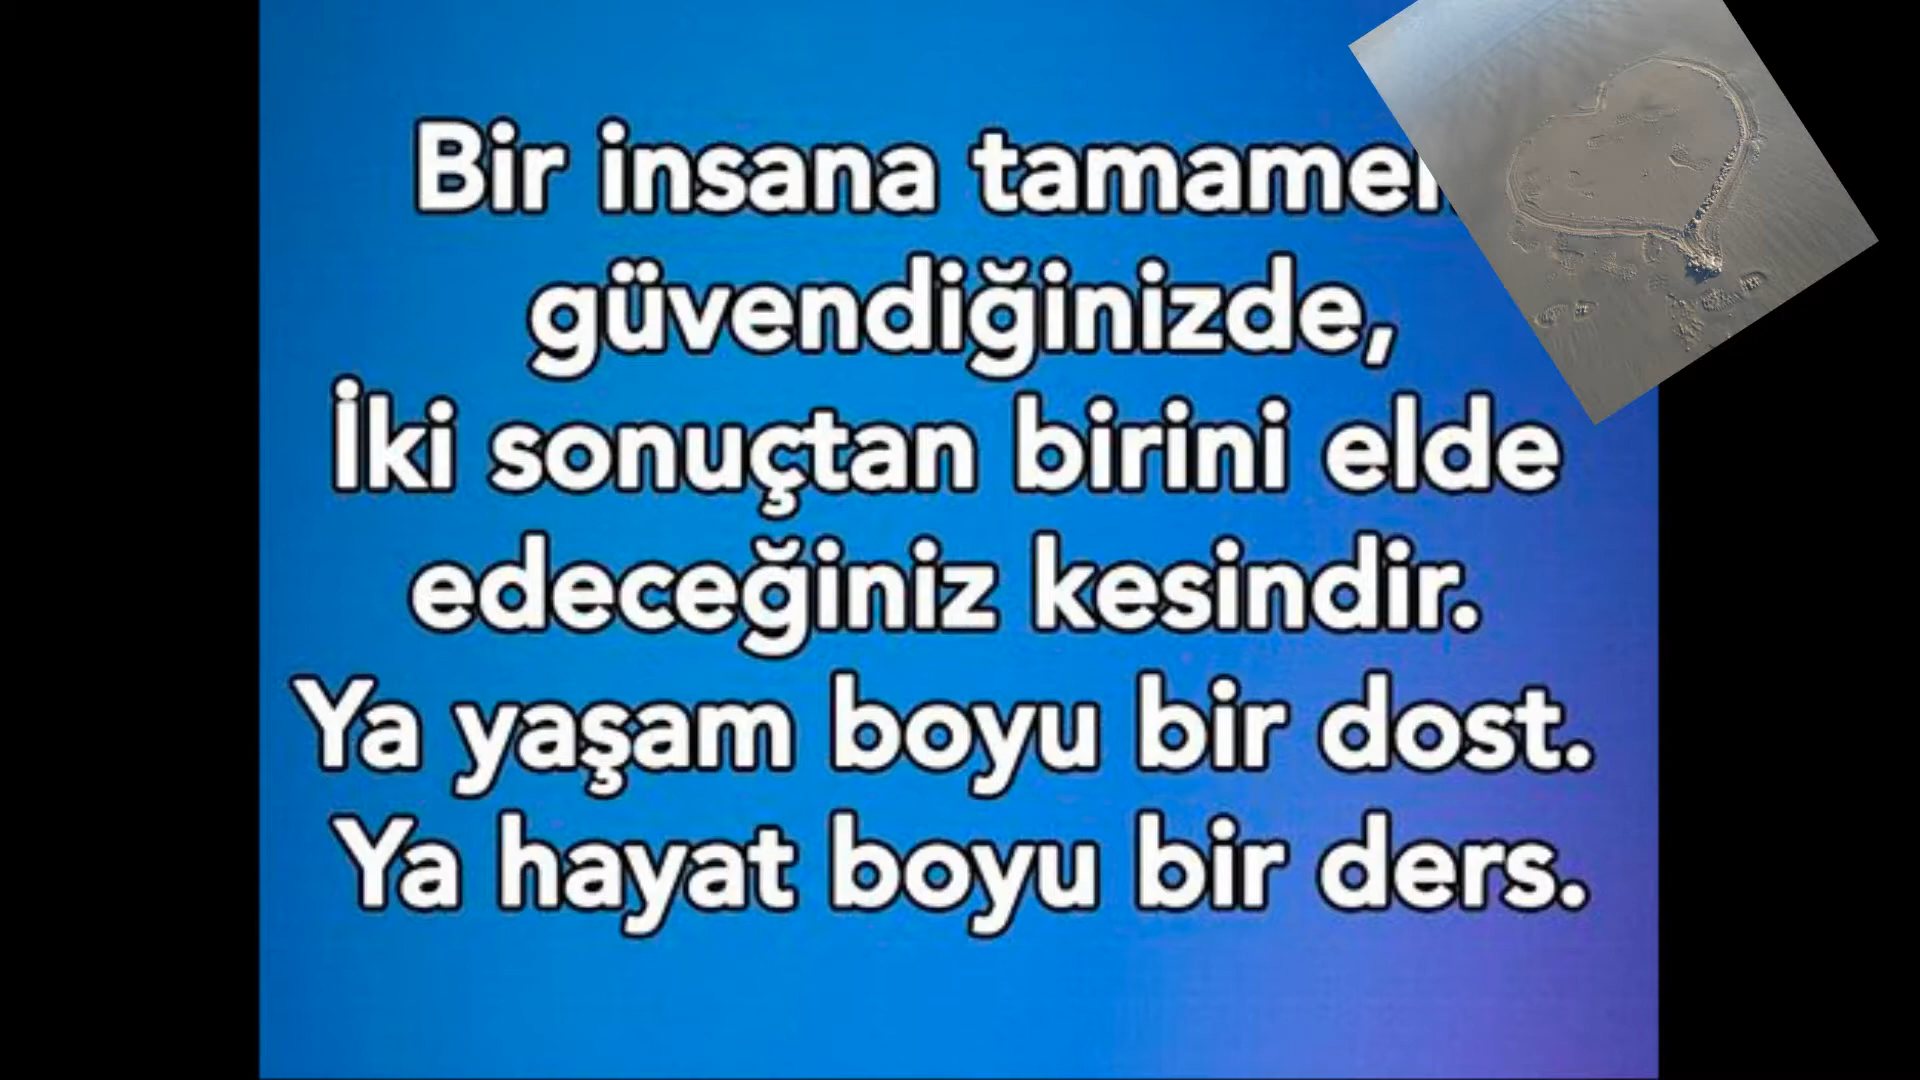 Bir insana tamamen
güvendiğinizde,
İki sonuçtan birini elde
edeceğiniz kesindir.
Ya yaşam boyu bir dost.
Ya hayat boyu bir ders.